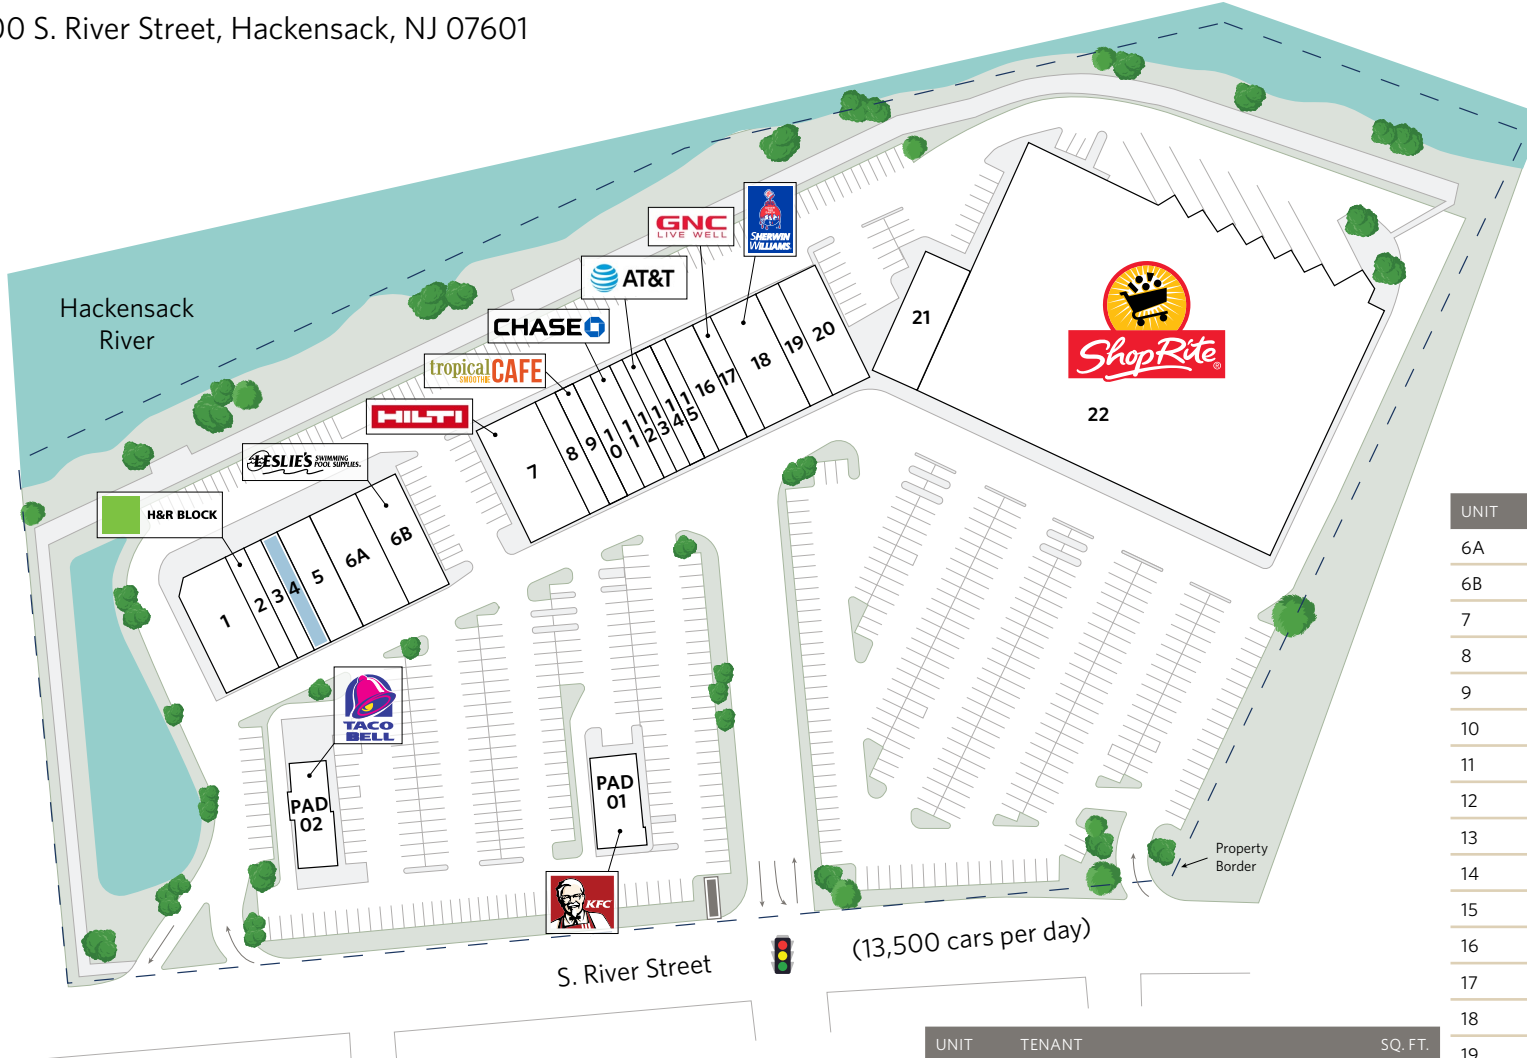 00 S. River Street, Hackensack, NJ 07601
Hackensack
River
SHERWIN
WILLIAMS
GNC
LIVE WELL
AT&T
CHASE
tropical CAFE
SMOOTHIE
HILTI
LESLIE'S SWIMMING
POOL SUPPLIES.
H&R BLOCK
ShopRite
1
2
3
4
5
6A
6B
7
8
9
10
11
12
13
14
15
16
17
18
19
20
21
22
TACO
BELL
PAD
02
PAD
01
KFC
Property
Border
S. River Street
(13,500 cars per day)
UNIT
6A
6B
7
8
9
10
11
12
13
14
15
16
17
18
19
UNIT TENANT SQ. FT.